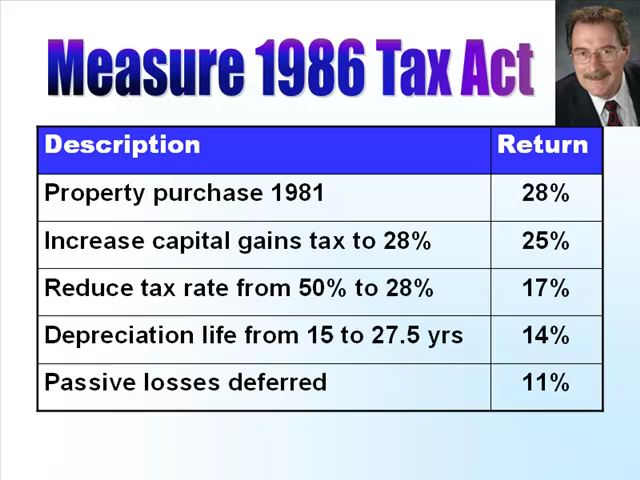 Measure 1986 Tax Act
Description Return
Property purchase 1981 28%
Increase capital gains tax to 28% 25%
Reduce tax rate from 50% to 28% 17%
Depreciation life from 15 to 27.5 yrs 14%
Passive losses deferred 11%